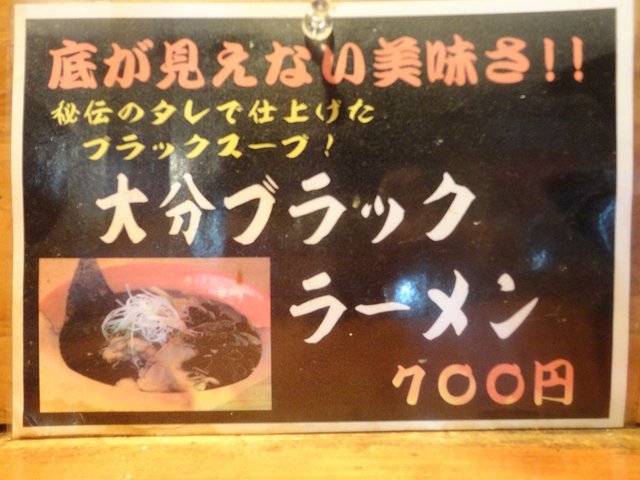 底が見えない美味さ!!
秘伝のタレで仕上げた
ブラックスープ!
大分ブラック
ラーメン
700円